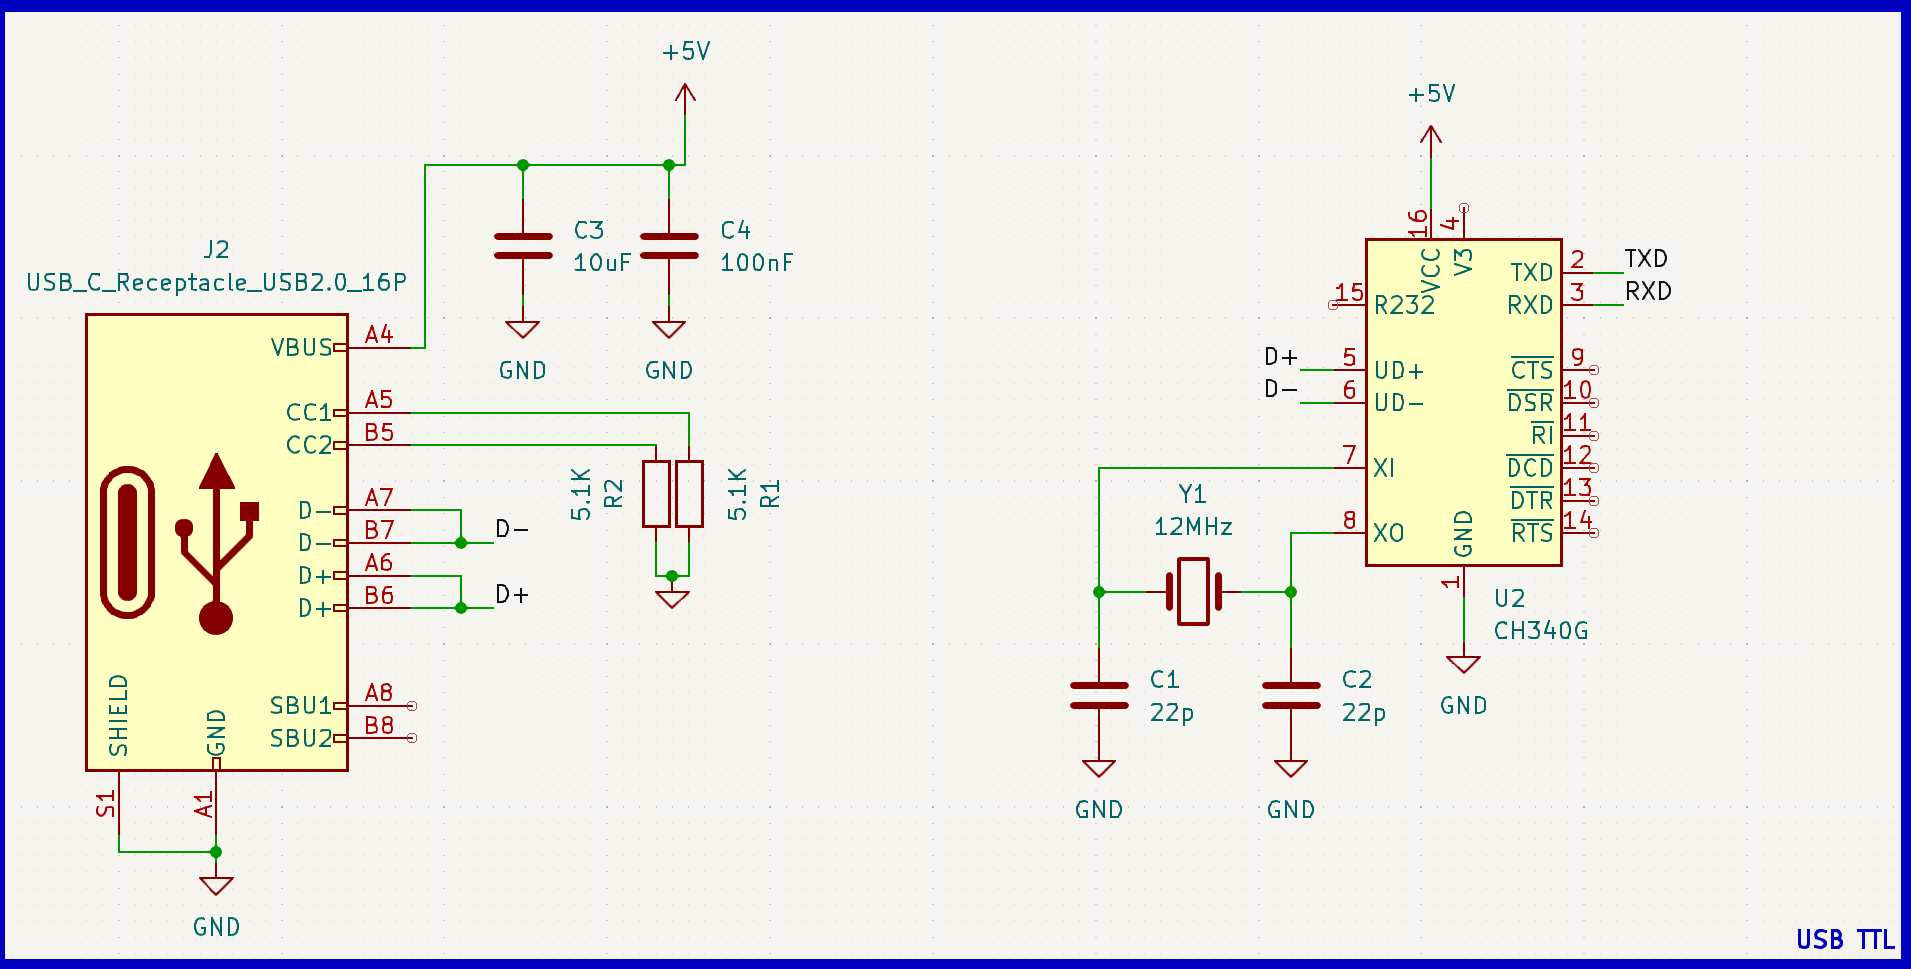 +5V
C3
10uF
C4
100nF
GND
GND
J2
USB_C_Receptacle_USB2.0_16P
VBUS
A4
CC1
A5
CC2
B5
D-
A7
D-
B7
D+
A6
D+
B6
SBU1
A8
SBU2
B8
SHIELD
GND
S1
A1
GND
D-
D+
5.1K
R2
5.1K
R1
+5V
16
4
VCC
V3
15
R232
TXD
2
TXD
RXD
3
RXD
D+
5
UD+
D-
6
UD-
7
XI
8
XO
CTS
9
DSR
10
RI
11
DCD
12
DTR
13
RTS
14
GND
1
U2
CH340G
GND
Y1
12MHz
C1
22p
C2
22p
GND
GND
USB TTL